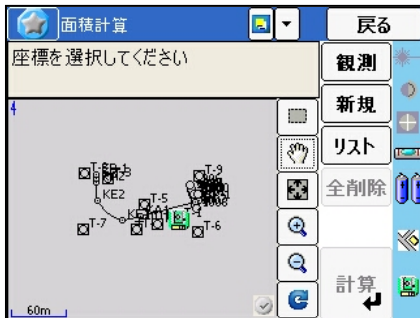 面積計算
戻る
座標を選択してください
観測
新規
リスト
全削除
計算
T-9
KE2
T-5
T-7
T-6
60m